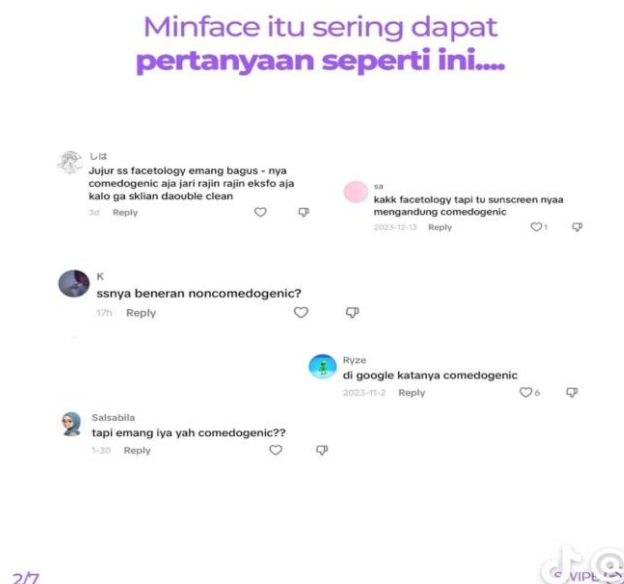 Minface itu sering dapat
pertanyaan seperti ini....
しは
Jujur ss facetology emang bagus - nya
comedogenic aja jari rajin rajin eksfo aja
kalo ga sklian daouble clean
3d Reply
sa
kakk facetology tapi tu sunscreen nyaa
mengandung comedogenic
2023-12-13 Reply 1
K
ssnya beneran noncomedogenic?
17h Reply
Ryze
di google katanya comedogenic
2023-11-2 Reply 6
Salsabila
tapi emang iya yah comedogenic??
1-30 Reply
2/7